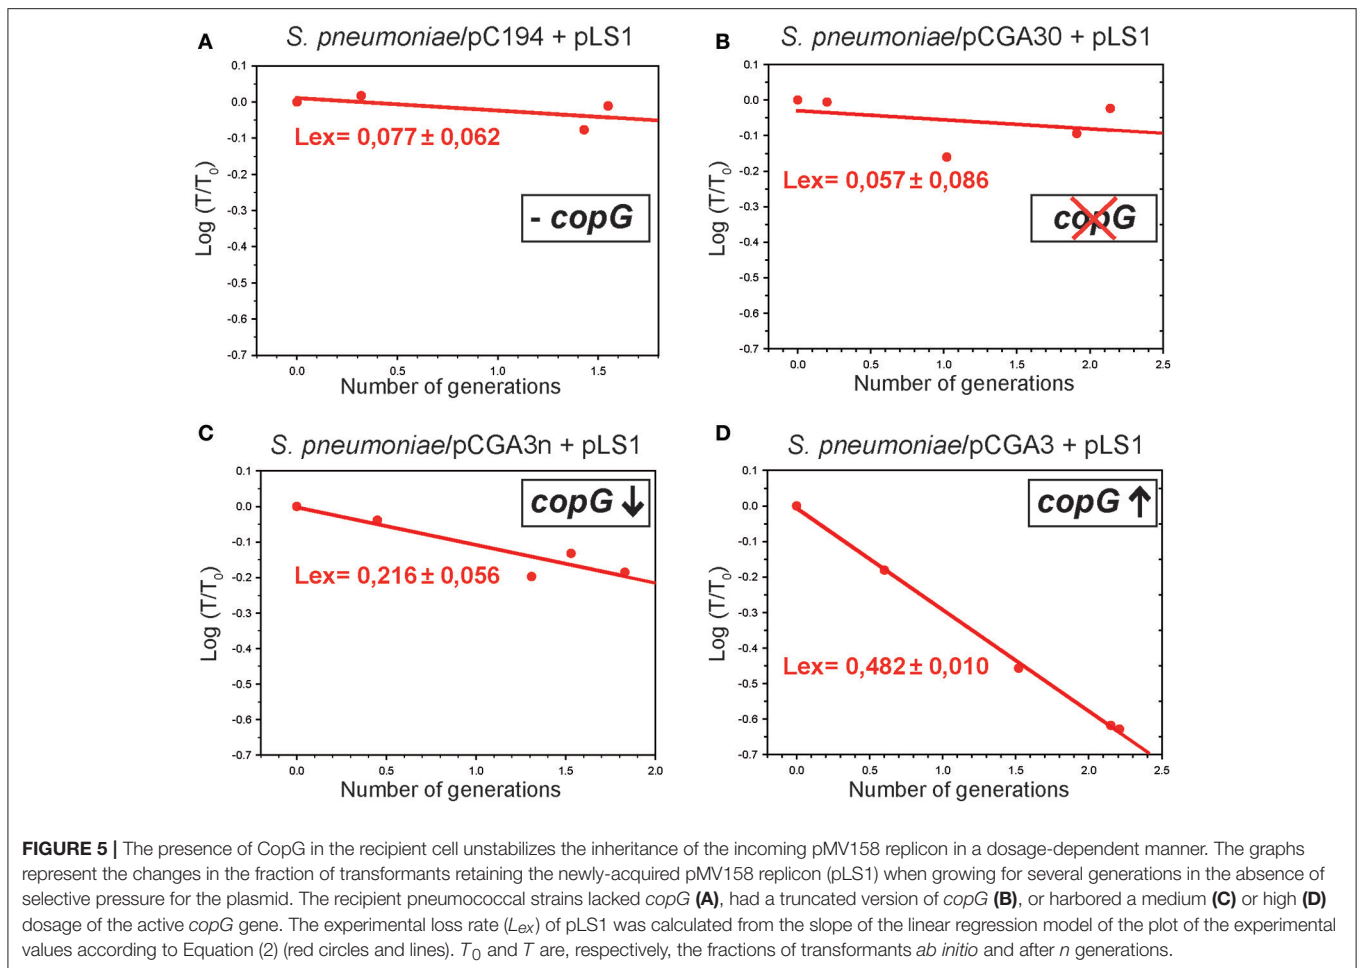 A
S. pneumoniae/pC194 + pLS1
0.1
0.0
-0.1
-0.2
-0.3
-0.4
-0.5
-0.6
-0.7
Log (T/T0)
Lex= 0,077 ± 0,062
- copG
0.0 0.5 1.0 1.5
Number of generations
B
S. pneumoniae/pCGA30 + pLS1
0.1
0.0
-0.1
-0.2
-0.3
-0.4
-0.5
-0.6
-0.7
Log (T/T0)
Lex= 0,057 ± 0,086
copG
0.0 0.5 1.0 1.5 2.0 2.5
Number of generations
C
S. pneumoniae/pCGA3n + pLS1
0.1
0.0
-0.1
-0.2
-0.3
-0.4
-0.5
-0.6
-0.7
Log (T/T0)
copG ↓
Lex= 0,216 ± 0,056
0.0 0.5 1.0 1.5 2.0
Number of generations
D
S. pneumoniae/pCGA3 + pLS1
0.1
0.0
-0.1
-0.2
-0.3
-0.4
-0.5
-0.6
-0.7
Log (T/T0)
copG ↑
Lex= 0,482 ± 0,010
0.0 0.5 1.0 1.5 2.0 2.5
Number of generations
FIGURE 5 | The presence of CopG in the recipient cell unstabilizes the inheritance of the incoming pMV158 replicon in a dosage-dependent manner. The graphs
represent the changes in the fraction of transformants retaining the newly-acquired pMV158 replicon (pLS1) when growing for several generations in the absence of
selective pressure for the plasmid. The recipient pneumococcal strains lacked copG (A), had a truncated version of copG (B), or harbored a medium (C) or high (D)
dosage of the active copG gene. The experimental loss rate (Lex) of pLS1 was calculated from the slope of the linear regression model of the plot of the experimental
values according to Equation (2) (red circles and lines). T0 and T are, respectively, the fractions of transformants ab initio and after n generations.